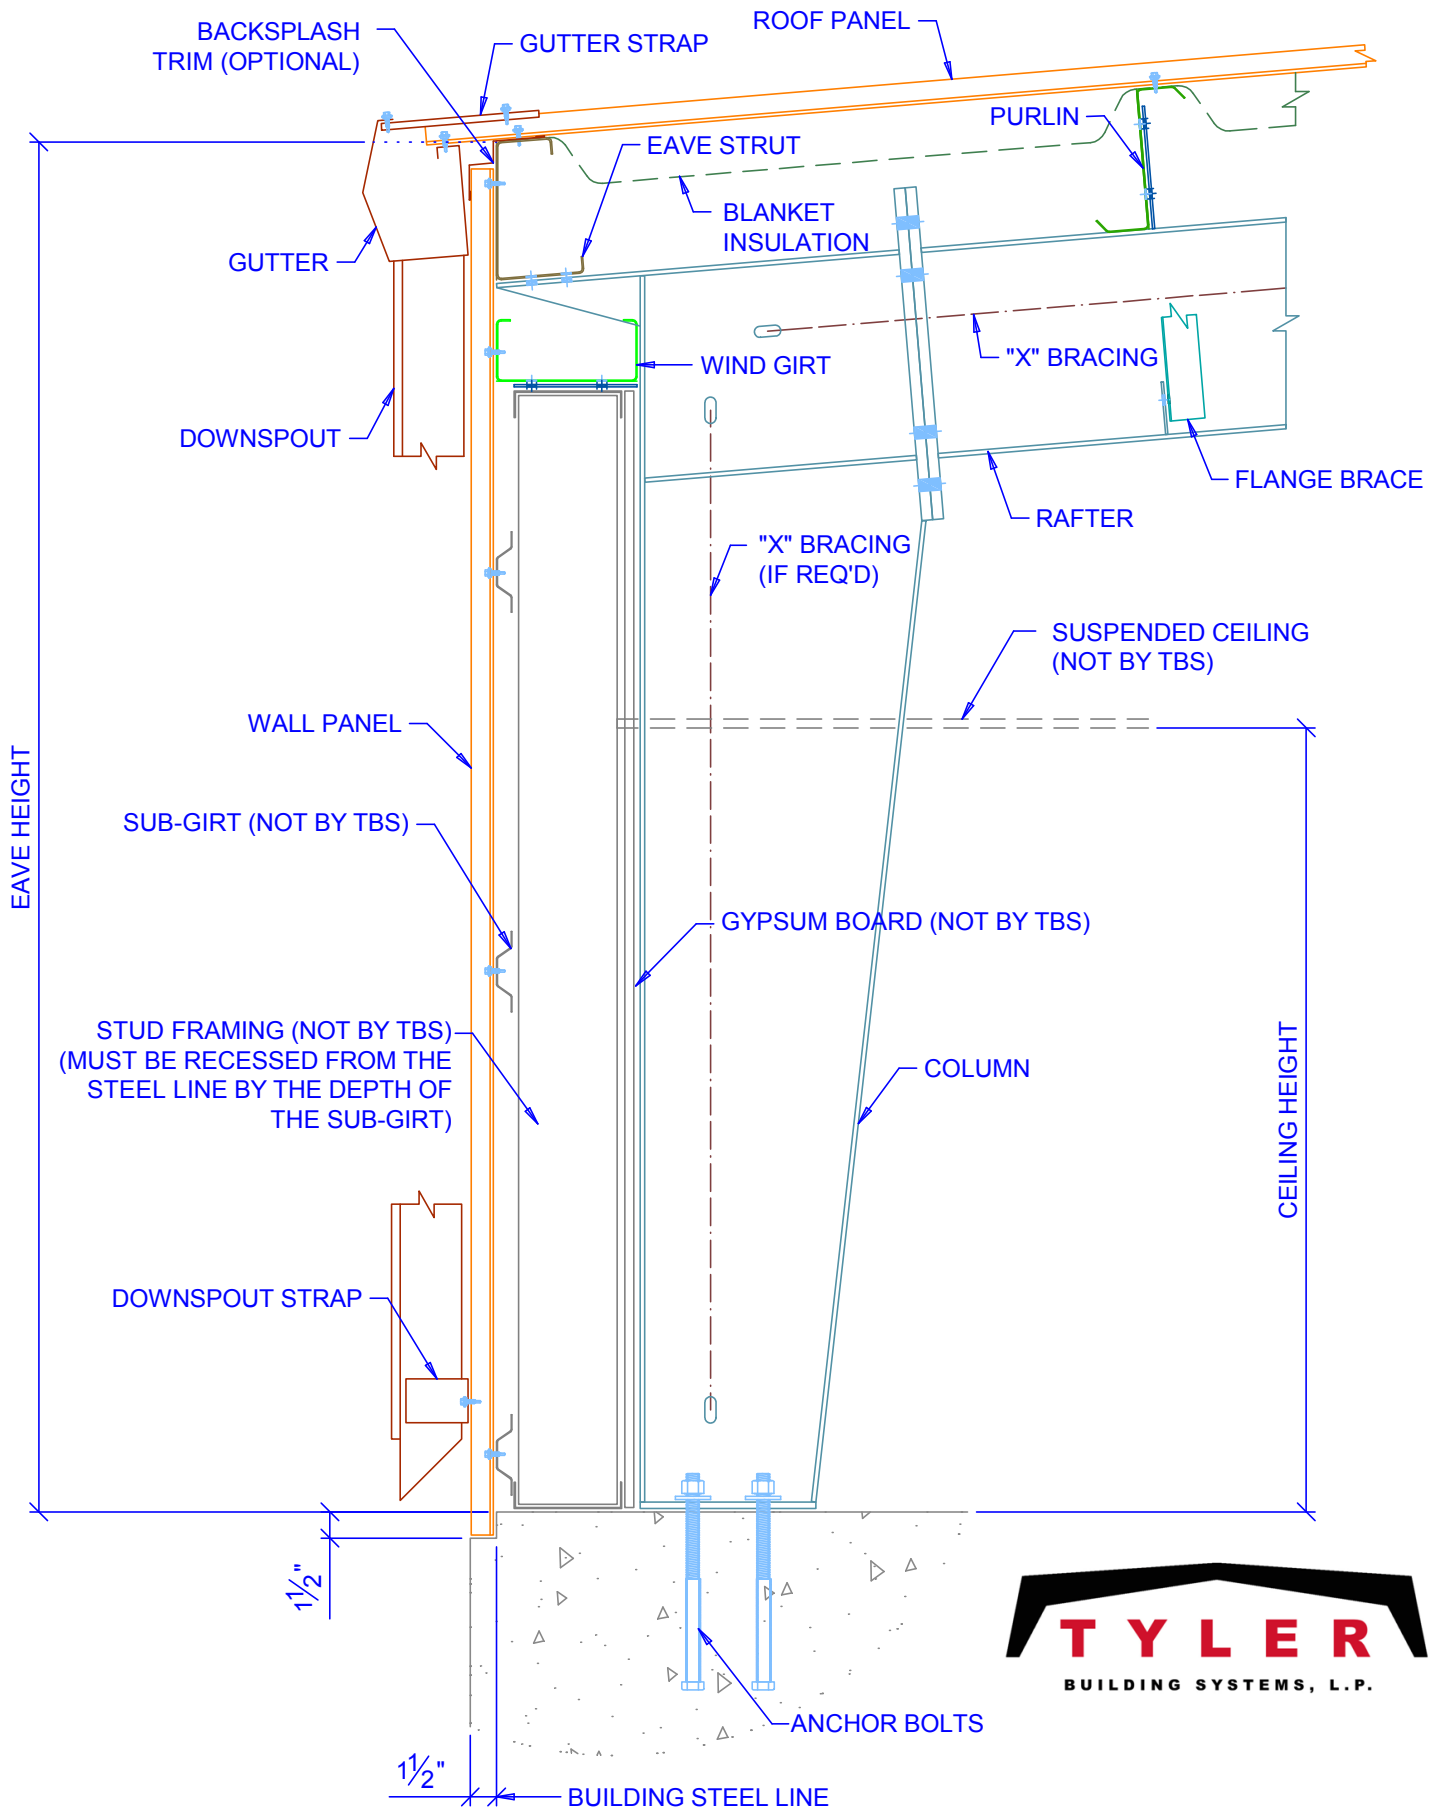 ROOF PANEL
BACKSPLASH
TRIM (OPTIONAL)
GUTTER STRAP
PURLIN
EAVE STRUT
BLANKET
INSULATION
GUTTER
"X" BRACING
WIND GIRT
DOWNSPOUT
FLANGE BRACE
RAFTER
"X" BRACING
(IF REQ'D)
SUSPENDED CEILING
(NOT BY TBS)
WALL PANEL
EAVE HEIGHT
SUB-GIRT (NOT BY TBS)
GYPSUM BOARD (NOT BY TBS)
STUD FRAMING (NOT BY TBS)
(MUST BE RECESSED FROM THE
STEEL LINE BY THE DEPTH OF
THE SUB-GIRT)
COLUMN
CEILING HEIGHT
DOWNSPOUT STRAP
1½"
TYLER
BUILDING SYSTEMS, L.P.
ANCHOR BOLTS
1½"
BUILDING STEEL LINE